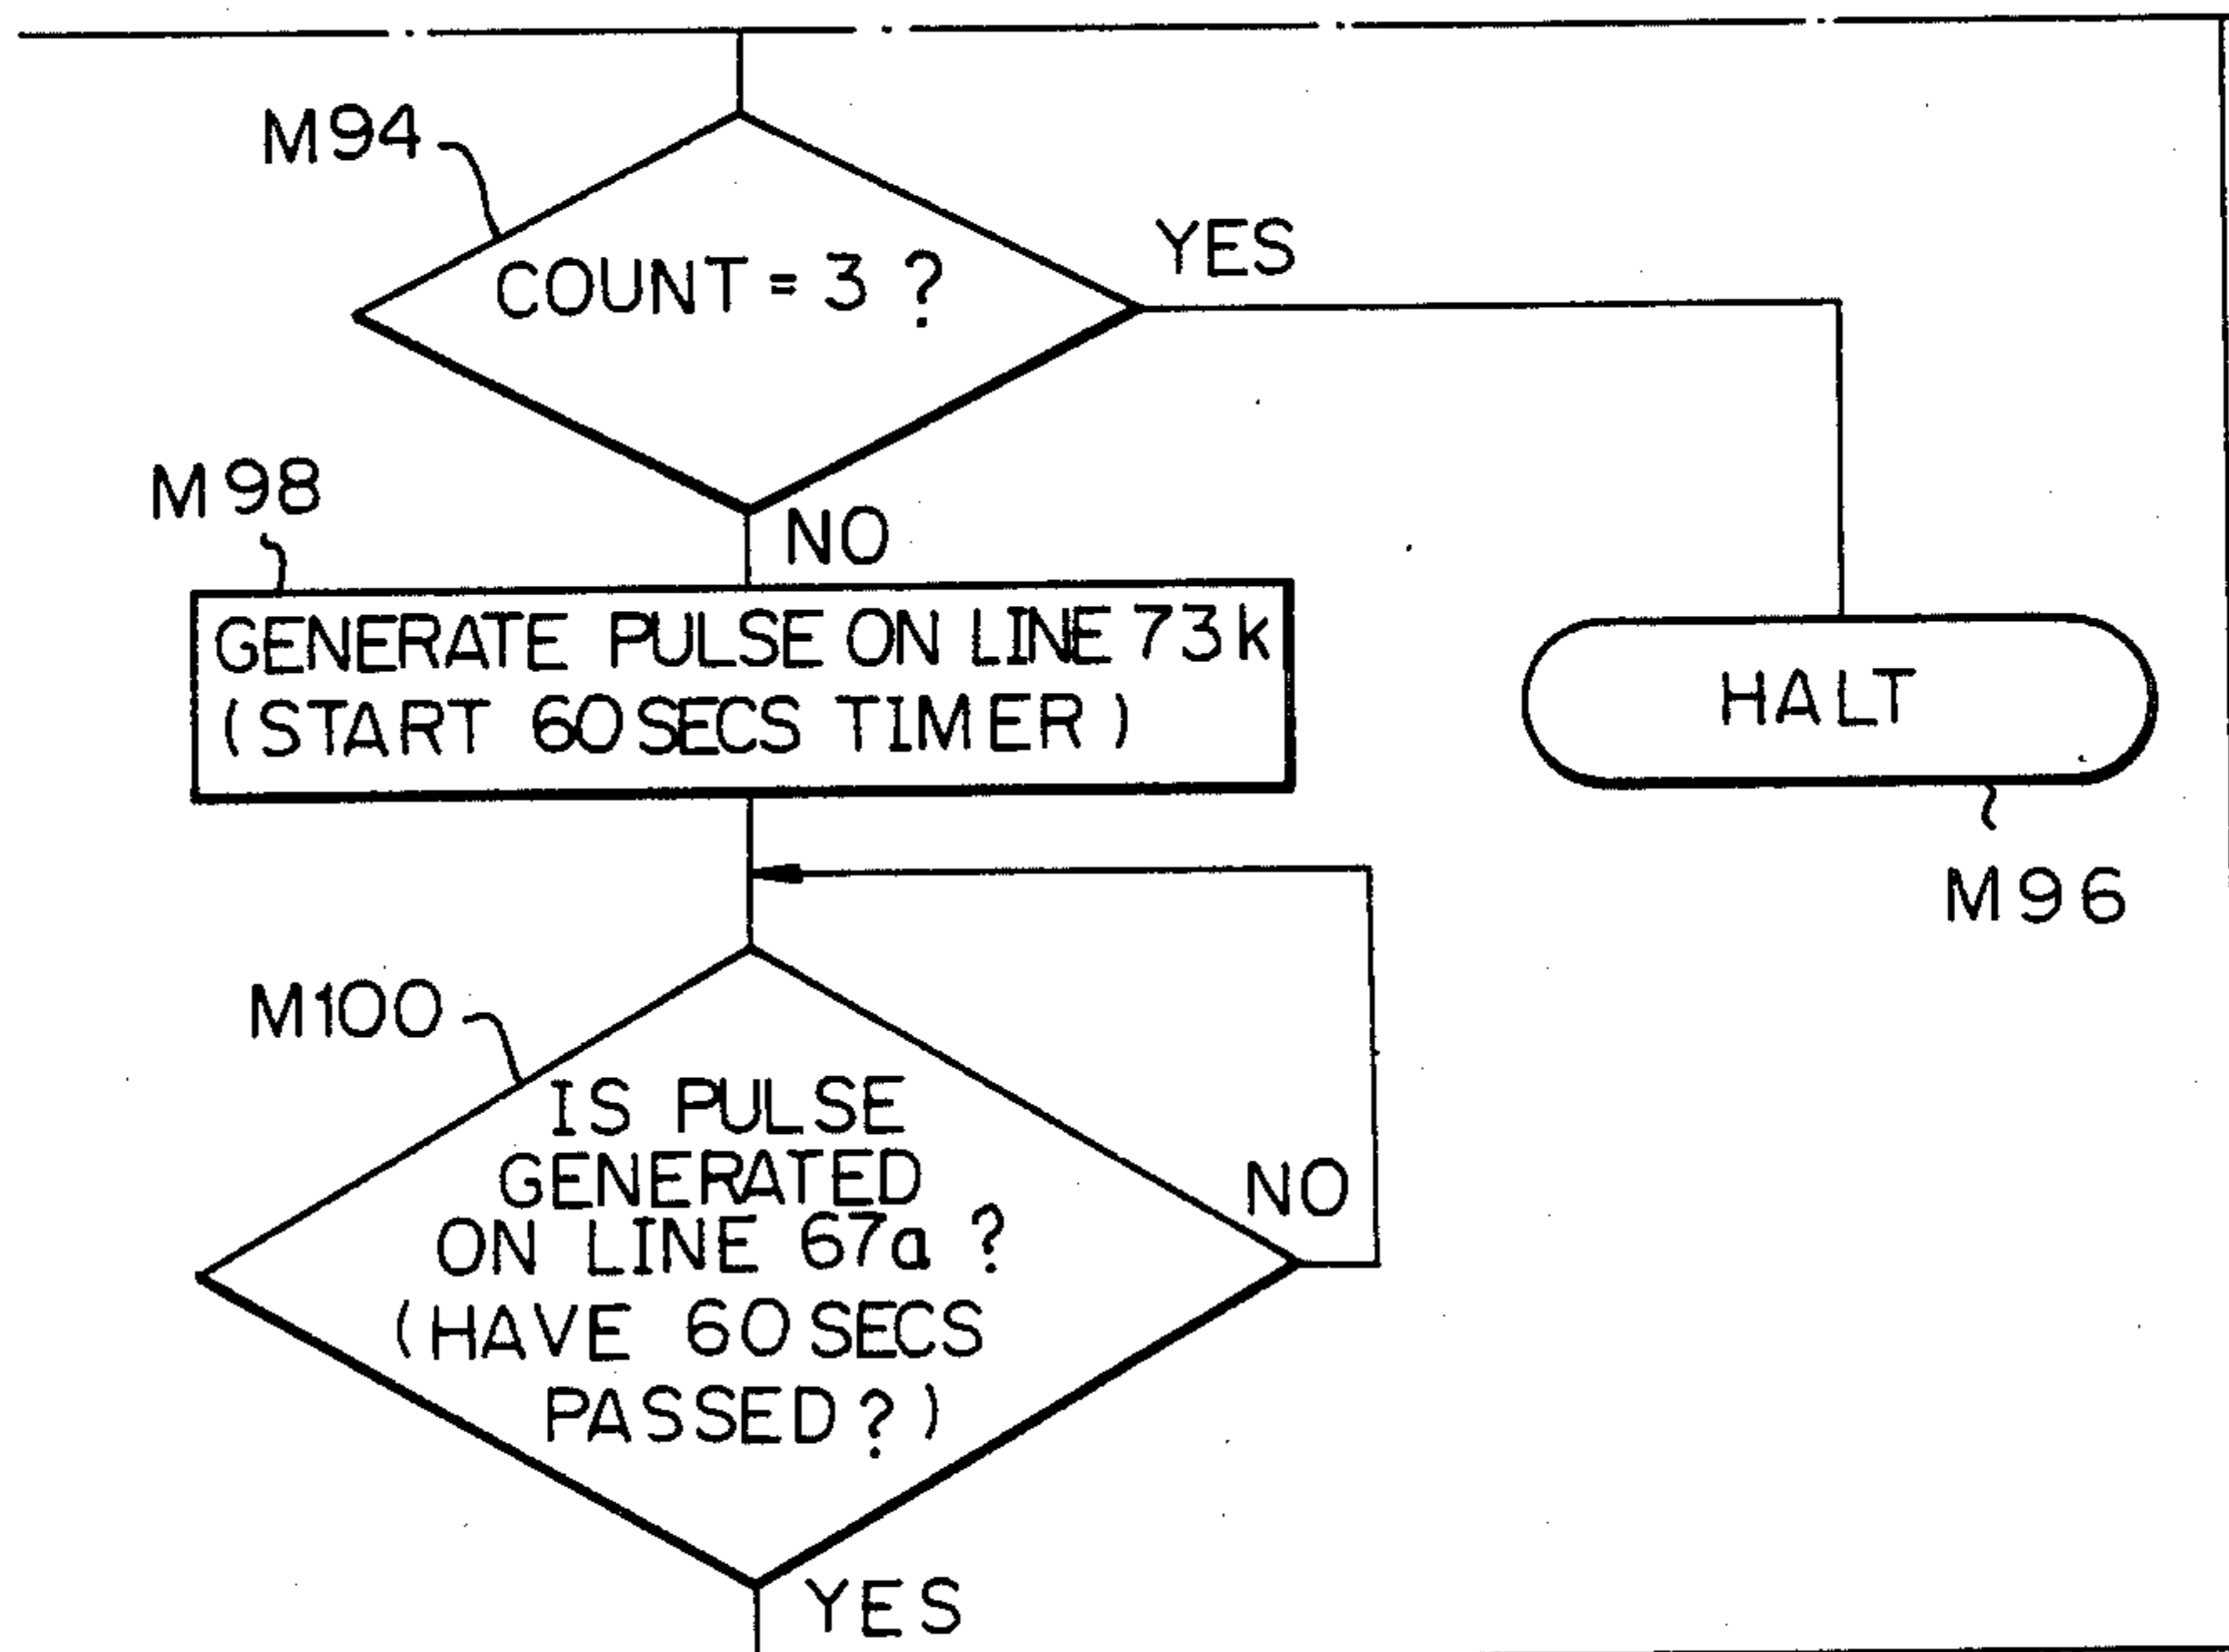 M94
COUNT = 3 ?
YES
NO
M98
GENERATE PULSE ON LINE 73k
(START 60 SECS TIMER)
HALT
M96
M100
IS PULSE
GENERATED
ON LINE 67a ?
(HAVE 60 SECS
PASSED?)
NO
YES